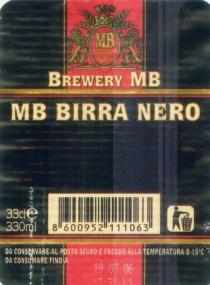 MB
BREWERY MB
MB BIRRA NERO
33cl e
330ml
8 600952 111063
DA CONSERVARE AL POSTO SCURO E FREDDO ALLA TEMPERATURA 5-15°C
DA CONSUMARE FINO A
19 03 06